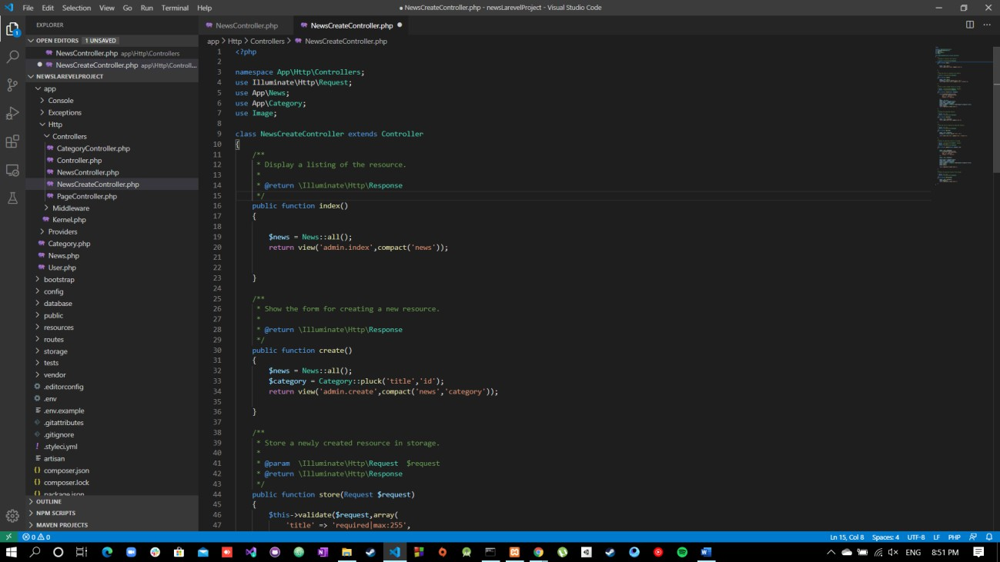 File Edit Selection View Go Run Terminal Help
● NewsCreateController.php - newsLarevelProject - Visual Studio Code
EXPLORER
OPEN EDITORS 1 UNSAVED
NewsController.php app\Http\Controllers
● NewsCreateController.php app\Http\Controll...
NEWSLAREVELPROJECT
app
Console
Exceptions
Http
Controllers
CategoryController.php
Controller.php
NewsController.php
NewsCreateController.php
PageController.php
Middleware
Kernel.php
Providers
Category.php
News.php
User.php
bootstrap
config
database
public
resources
routes
storage
tests
vendor
.editorconfig
.env
.env.example
.gitattributes
.gitignore
.styleci.yml
artisan
composer.json
composer.lock
package.json
OUTLINE
NPM SCRIPTS
MAVEN PROJECTS
NewsController.php
NewsCreateController.php ●
app > Http > Controllers > NewsCreateController.php
1 <?php
2
3 namespace App\Http\Controllers;
4 use Illuminate\Http\Request;
5 use App\News;
6 use App\Category;
7 use Image;
8
9 class NewsCreateController extends Controller
10 {
11 /**
12 * Display a listing of the resource.
13 *
14 * @return \Illuminate\Http\Response
15 */
16 public function index()
17 {
18
19 $news = News::all();
20 return view('admin.index',compact('news'));
21
22
23 }
24
25 /**
26 * Show the form for creating a new resource.
27 *
28 * @return \Illuminate\Http\Response
29 */
30 public function create()
31 {
32 $news = News::all();
33 $category = Category::pluck('title','id');
34 return view('admin.create',compact('news','category'));
35
36 }
37
38 /**
39 * Store a newly created resource in storage.
40 *
41 * @param \Illuminate\Http\Request $request
42 * @return \Illuminate\Http\Response
43 */
44 public function store(Request $request)
45 {
46 $this->validate($request,array(
47 'title' => 'required|max:255',
0 0
Ln 15, Col 8 Spaces: 4 UTF-8 LF PHP
ENG 8:51 PM